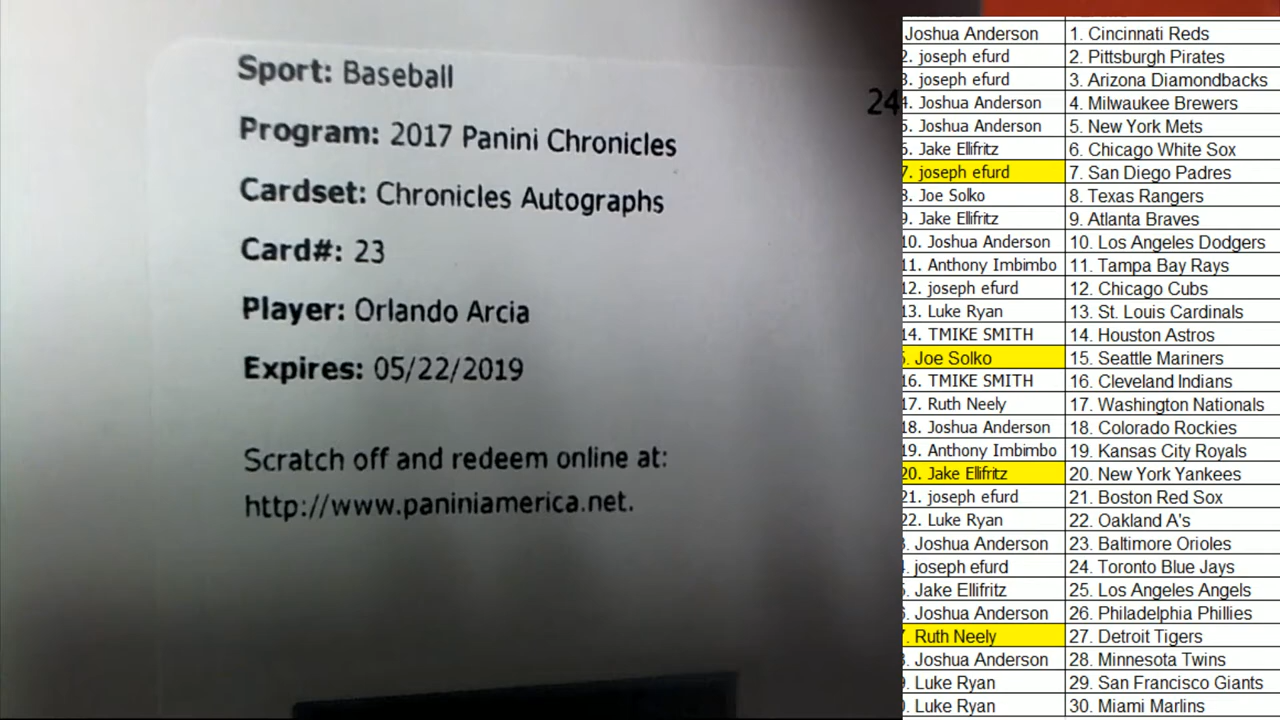 Sport: Baseball
Program: 2017 Panini Chronicles
Cardset: Chronicles Autographs
Card#: 23
Player: Orlando Arcia
Expires: 05/22/2019
Scratch off and redeem online at:
http://www.paniniamerica.net.
24
Joshua Anderson 1. Cincinnati Reds
2. joseph efurd 2. Pittsburgh Pirates
3. joseph efurd 3. Arizona Diamondbacks
4. Joshua Anderson 4. Milwaukee Brewers
5. Joshua Anderson 5. New York Mets
6. Jake Ellifritz 6. Chicago White Sox
7. joseph efurd 7. San Diego Padres
8. Joe Solko 8. Texas Rangers
9. Jake Ellifritz 9. Atlanta Braves
10. Joshua Anderson 10. Los Angeles Dodgers
11. Anthony Imbimbo 11. Tampa Bay Rays
12. joseph efurd 12. Chicago Cubs
13. Luke Ryan 13. St. Louis Cardinals
14. TMIKE SMITH 14. Houston Astros
Joe Solko 15. Seattle Mariners
16. TMIKE SMITH 16. Cleveland Indians
17. Ruth Neely 17. Washington Nationals
18. Joshua Anderson 18. Colorado Rockies
19. Anthony Imbimbo 19. Kansas City Royals
20. Jake Ellifritz 20. New York Yankees
21. joseph efurd 21. Boston Red Sox
22. Luke Ryan 22. Oakland A's
Joshua Anderson 23. Baltimore Orioles
joseph efurd 24. Toronto Blue Jays
Jake Ellifritz 25. Los Angeles Angels
Joshua Anderson 26. Philadelphia Phillies
Ruth Neely 27. Detroit Tigers
Joshua Anderson 28. Minnesota Twins
Luke Ryan 29. San Francisco Giants
Luke Ryan 30. Miami Marlins